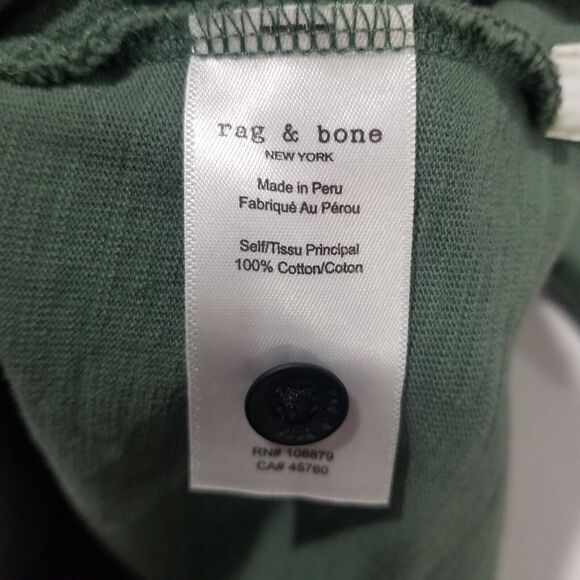 rag & bone
NEW YORK
Made in Peru
Fabriqué Au Pérou
Self/Tissu Principal
100% Cotton/Coton
RN# 108879
CA# 45760